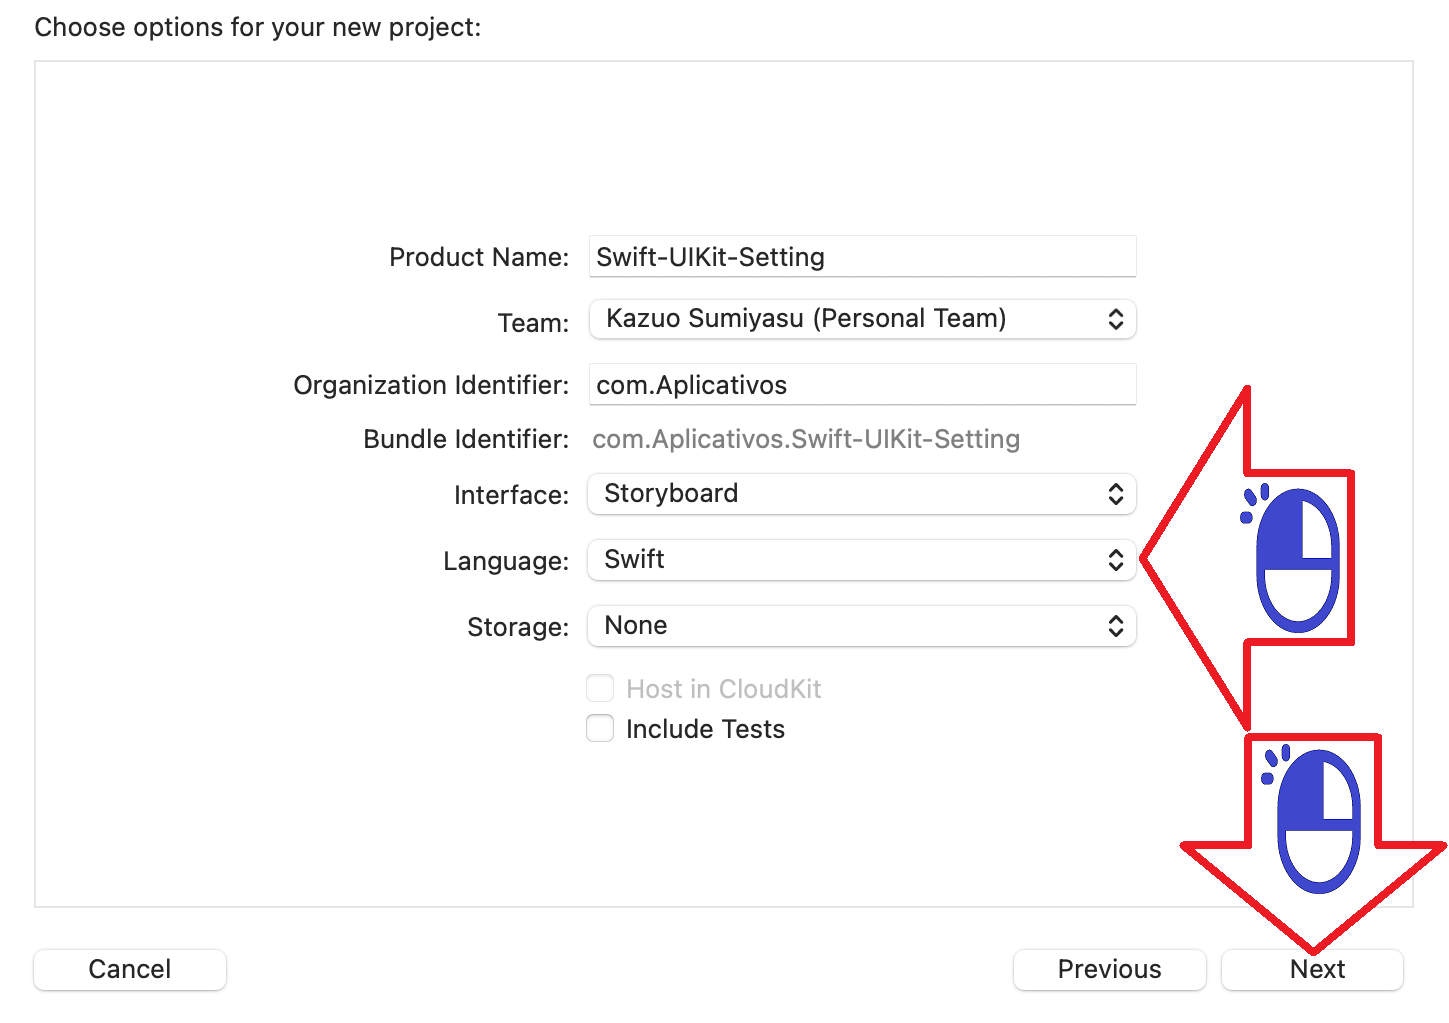 Choose options for your new project:
Product Name: Swift-UIKit-Setting
Team: Kazuo Sumiyasu (Personal Team)
Organization Identifier: com.Aplicativos
Bundle Identifier: com.Aplicativos.Swift-UIKit-Setting
Interface: Storyboard
Language: Swift
Storage: None
Host in CloudKit
Include Tests
Cancel Previous Next